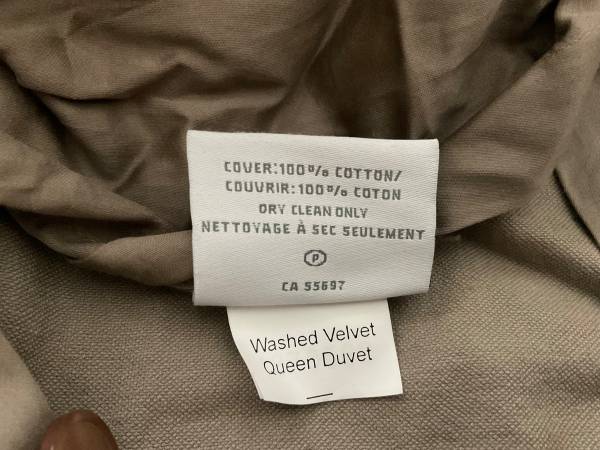 COVER:100% COTTON/
COUVRIR:100% COTON
DRY CLEAN ONLY
NETTOYAGE À SEC SEULEMENT
P
CA 55697
Washed Velvet
Queen Duvet